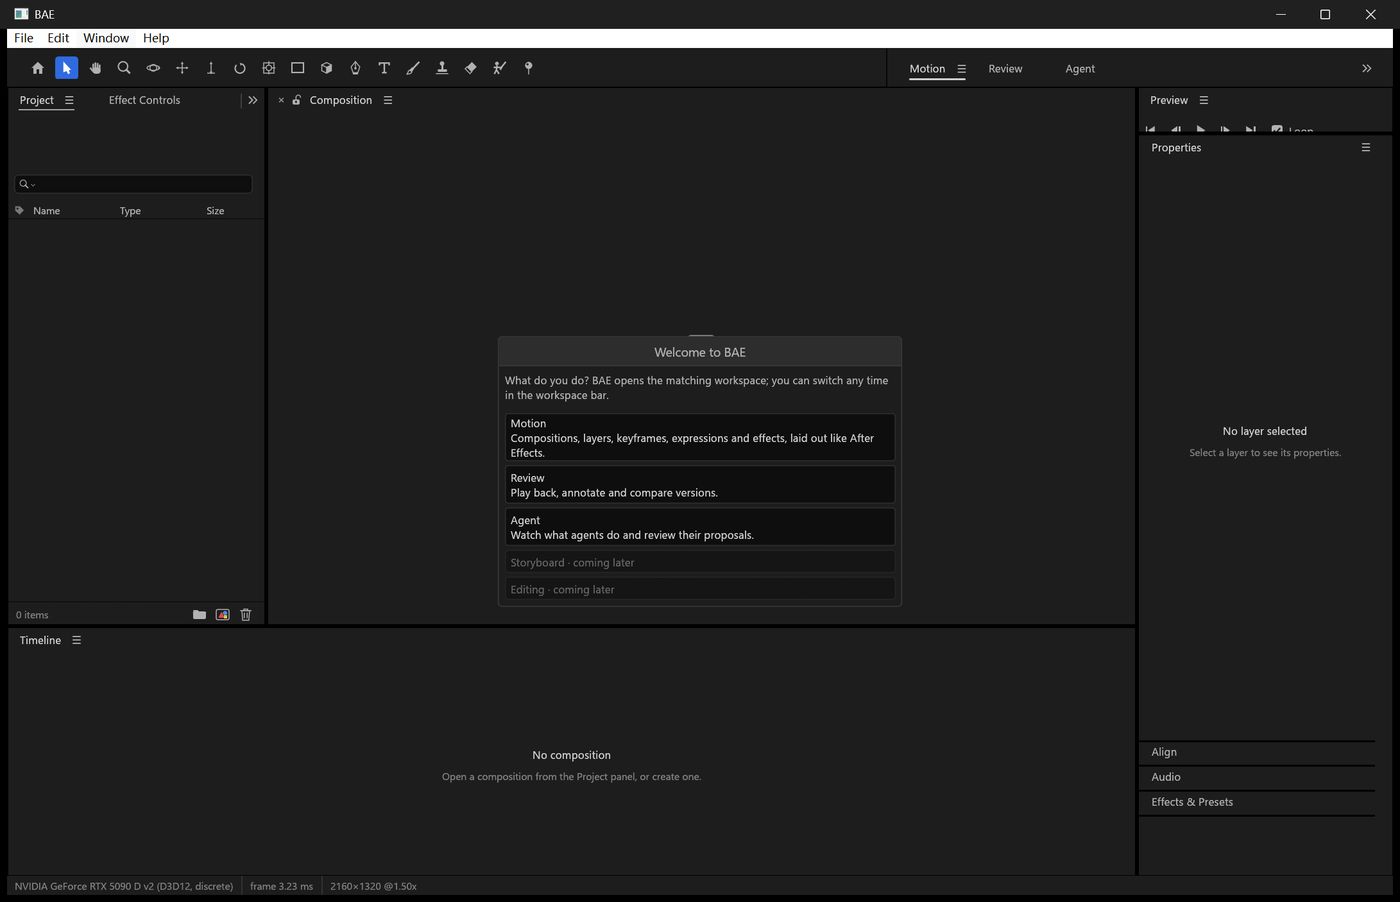 BAE
File Edit Window Help
Motion Review Agent
Project Effect Controls
Composition
Preview
Loop
Properties
Name Type Size
Welcome to BAE
What do you do? BAE opens the matching workspace; you can switch any time
in the workspace bar.
Motion
Compositions, layers, keyframes, expressions and effects, laid out like After
Effects.
Review
Play back, annotate and compare versions.
Agent
Watch what agents do and review their proposals.
Storyboard · coming later
Editing · coming later
No layer selected
Select a layer to see its properties.
0 items
Timeline
No composition
Open a composition from the Project panel, or create one.
Align
Audio
Effects & Presets
NVIDIA GeForce RTX 5090 D v2 (D3D12, discrete) frame 3.23 ms 2160×1320 @1.50x